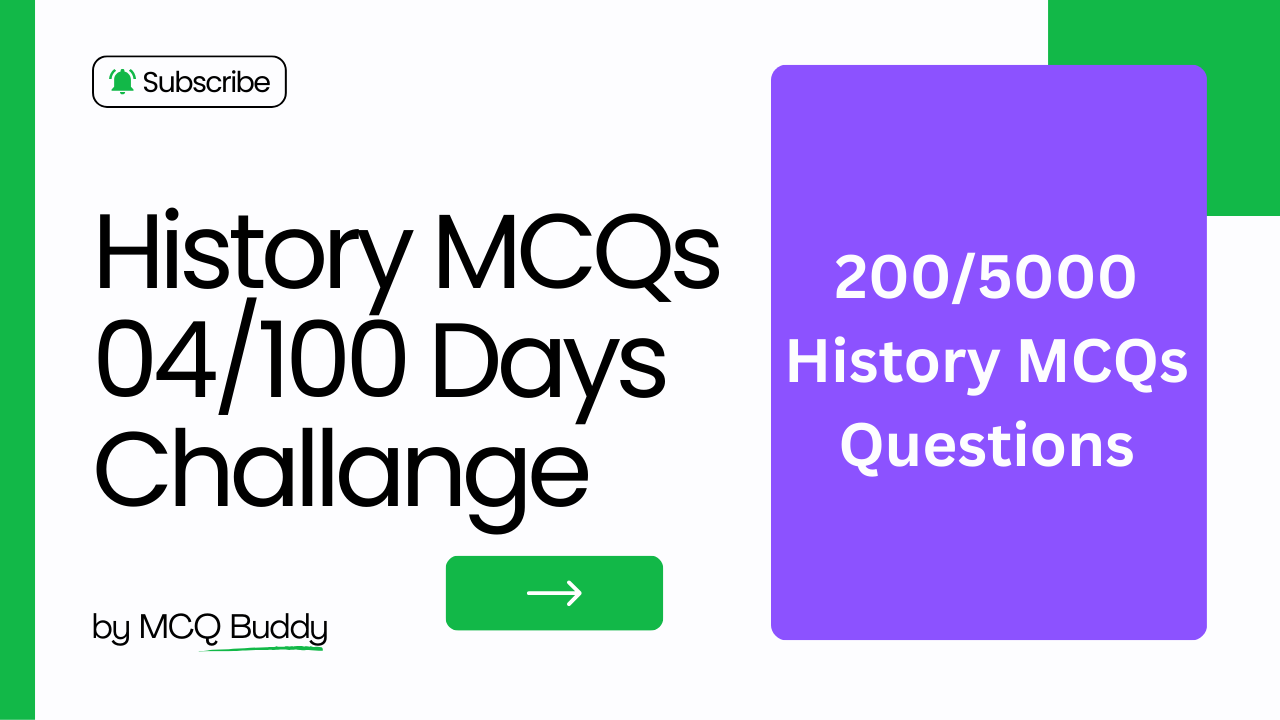 Subscribe
History MCQs
04/100 Days
Challange
by MCQ Buddy
200/5000
History MCQs
Questions